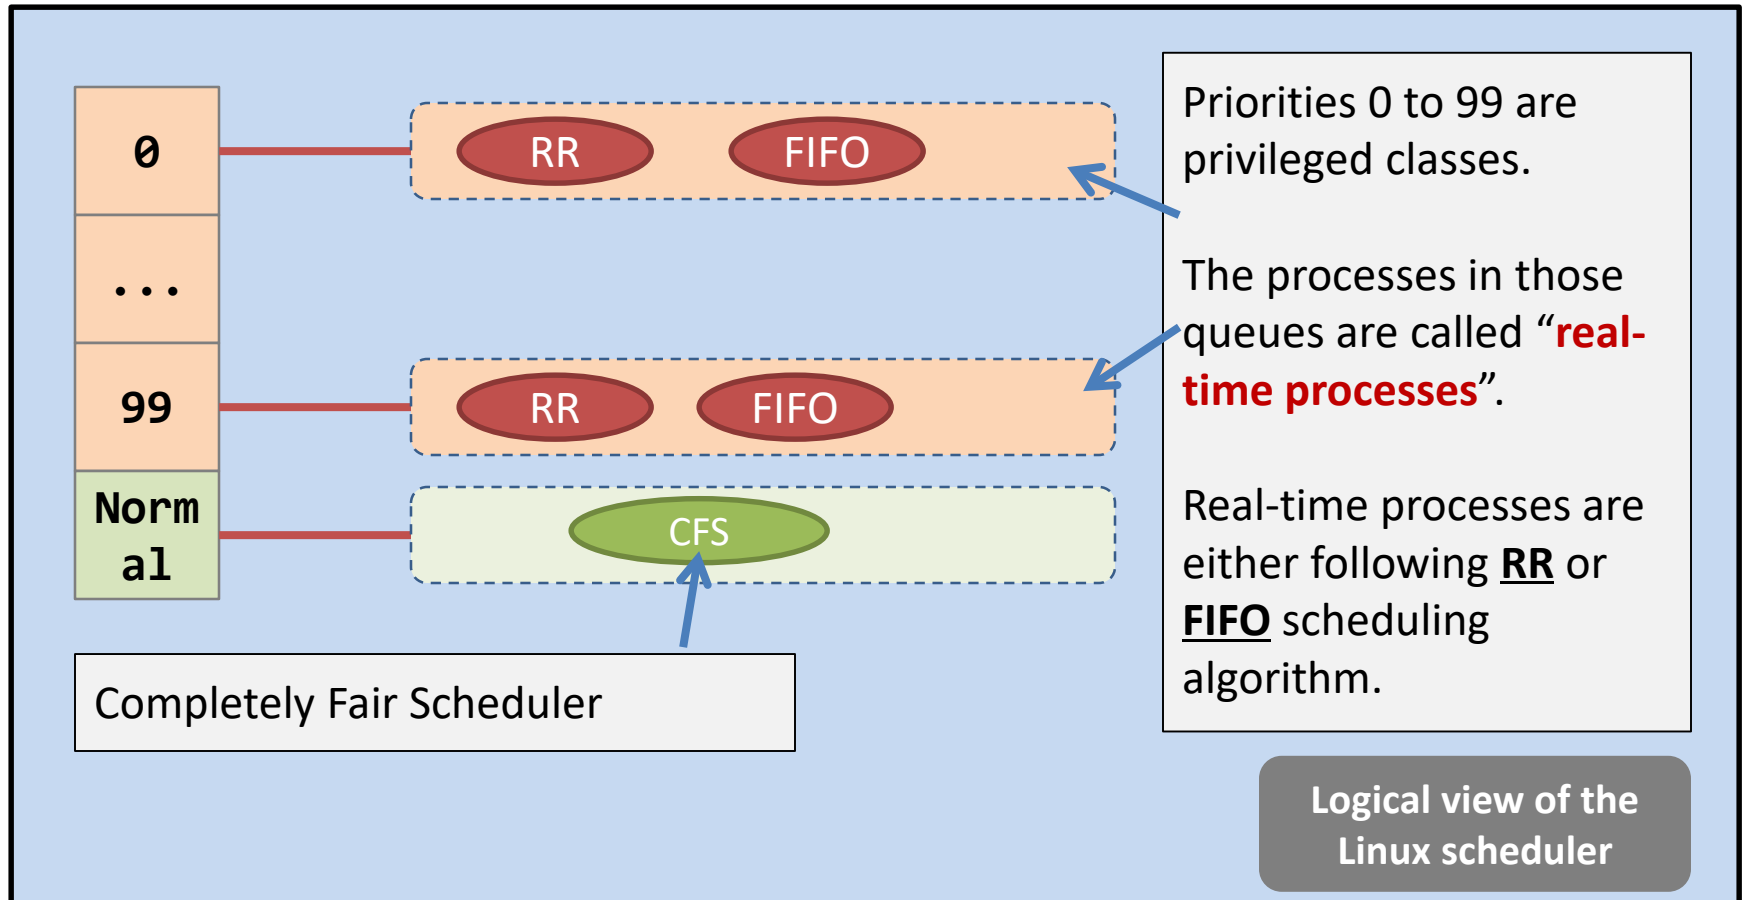 0
RR
FIFO
...
99
RR
FIFO
Norm
al
CFS
Completely Fair Scheduler
Priorities 0 to 99 are
privileged classes.
The processes in those
queues are called “real-
time processes”.
Real-time processes are
either following RR or
FIFO scheduling
algorithm.
Logical view of the
Linux scheduler